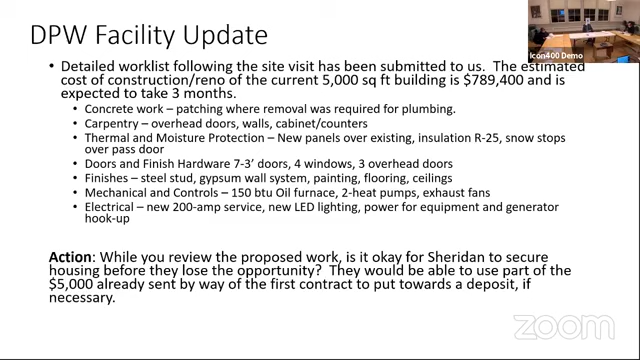 DPW Facility Update
Icon400 Demo
• Detailed worklist following the site visit has been submitted to us. The estimated
cost of construction/reno of the current 5,000 sq ft building is $789,400 and is
expected to take 3 months.
• Concrete work – patching where removal was required for plumbing.
• Carpentry – overhead doors, walls, cabinet/counters
• Thermal and Moisture Protection – New panels over existing, insulation R-25, snow stops
over pass door
• Doors and Finish Hardware 7-3’ doors, 4 windows, 3 overhead doors
• Finishes – steel stud, gypsum wall system, painting, flooring, ceilings
• Mechanical and Controls – 150 btu Oil furnace, 2-heat pumps, exhaust fans
• Electrical – new 200-amp service, new LED lighting, power for equipment and generator
hook-up
Action: While you review the proposed work, is it okay for Sheridan to secure
housing before they lose the opportunity? They would be able to use part of the
$5,000 already sent by way of the first contract to put towards a deposit, if
necessary.
zoom